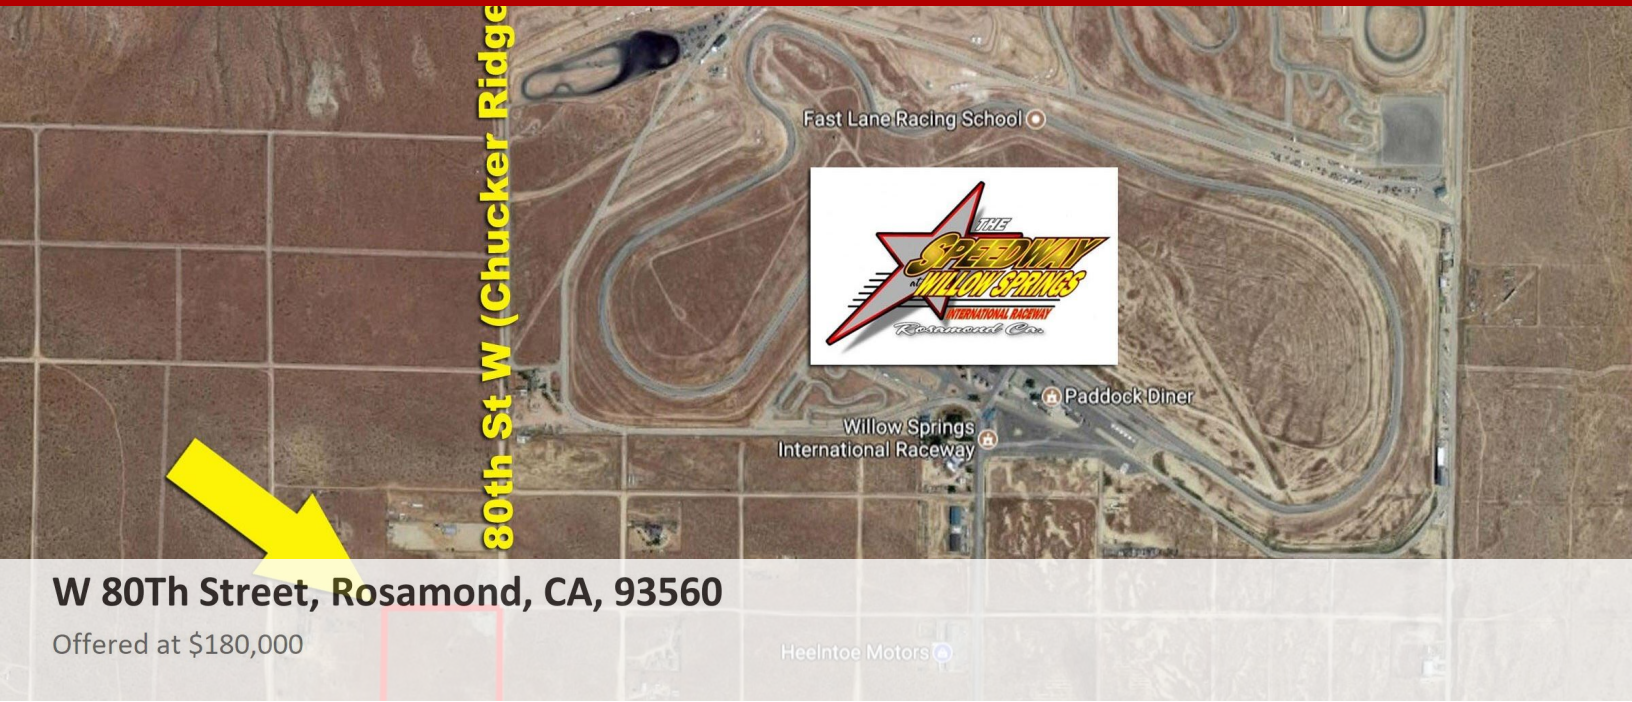 80th St W (Chucker Ridge
Fast Lane Racing School
THE
SPEEDWAY
at
WILLOW SPRINGS
INTERNATIONAL RACEWAY
Rosamond Ca.
Paddock Diner
Willow Springs
International Raceway
W 80Th Street, Rosamond, CA, 93560
Offered at $180,000
Heelntoe Motors